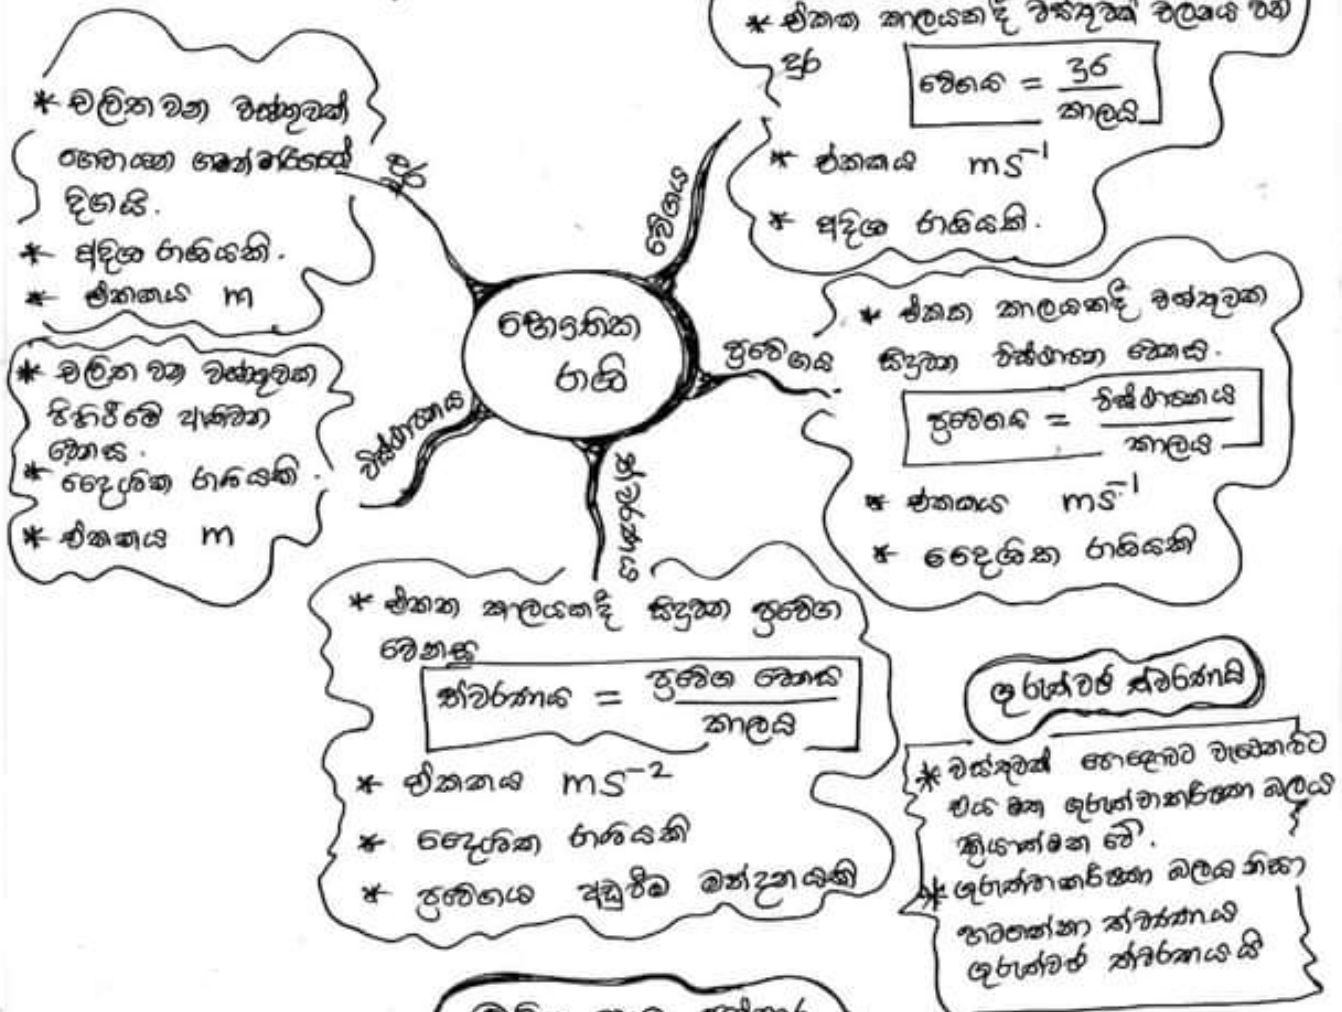 භෞතික
රාශි
දුර
* චලිත වන වස්තුවක්
ගෙවායන ගමන් මාර්ගයේ
දිගයි.
* අදිශ රාශියකි.
* ඒකකය m
වේගය
* ඒකක කාලයකදී වස්තුවක් චලනය වන
දුර
වේගය = දුර / කාලය
* ඒකකය ms⁻¹
* අදිශ රාශියකි.
ප්‍රවේගය
* ඒකක කාලයකදී වස්තුවක
සිදුවන විස්ථාපන වෙනස.
ප්‍රවේගය = විස්ථාපනය / කාලය
* ඒකකය ms⁻¹
* දෛශික රාශියකි
විස්ථාපනය
* චලිත වන වස්තුවක
පිහිටීමේ ඇතිවන
වෙනස.
* දෛශික රාශියකි.
* ඒකකය m
ත්වරණය
* ඒකක කාලයකදී සිදුවන ප්‍රවේග
වෙනස
ත්වරණය = ප්‍රවේග වෙනස / කාලය
* ඒකකය ms⁻²
* දෛශික රාශියකි
* ප්‍රවේගය අඩුවීම මන්දනයකි
ගුරුත්වජ ත්වරණය
* වස්තුවක් පොළොවට වැටෙන විට
එය මත ගුරුත්වාකර්ෂණ බලය
ක්‍රියාත්මක වේ.
* ගුරුත්වාකර්ෂණ බලය නිසා
හටගන්නා ත්වරණය
ගුරුත්වජ ත්වරණයයි